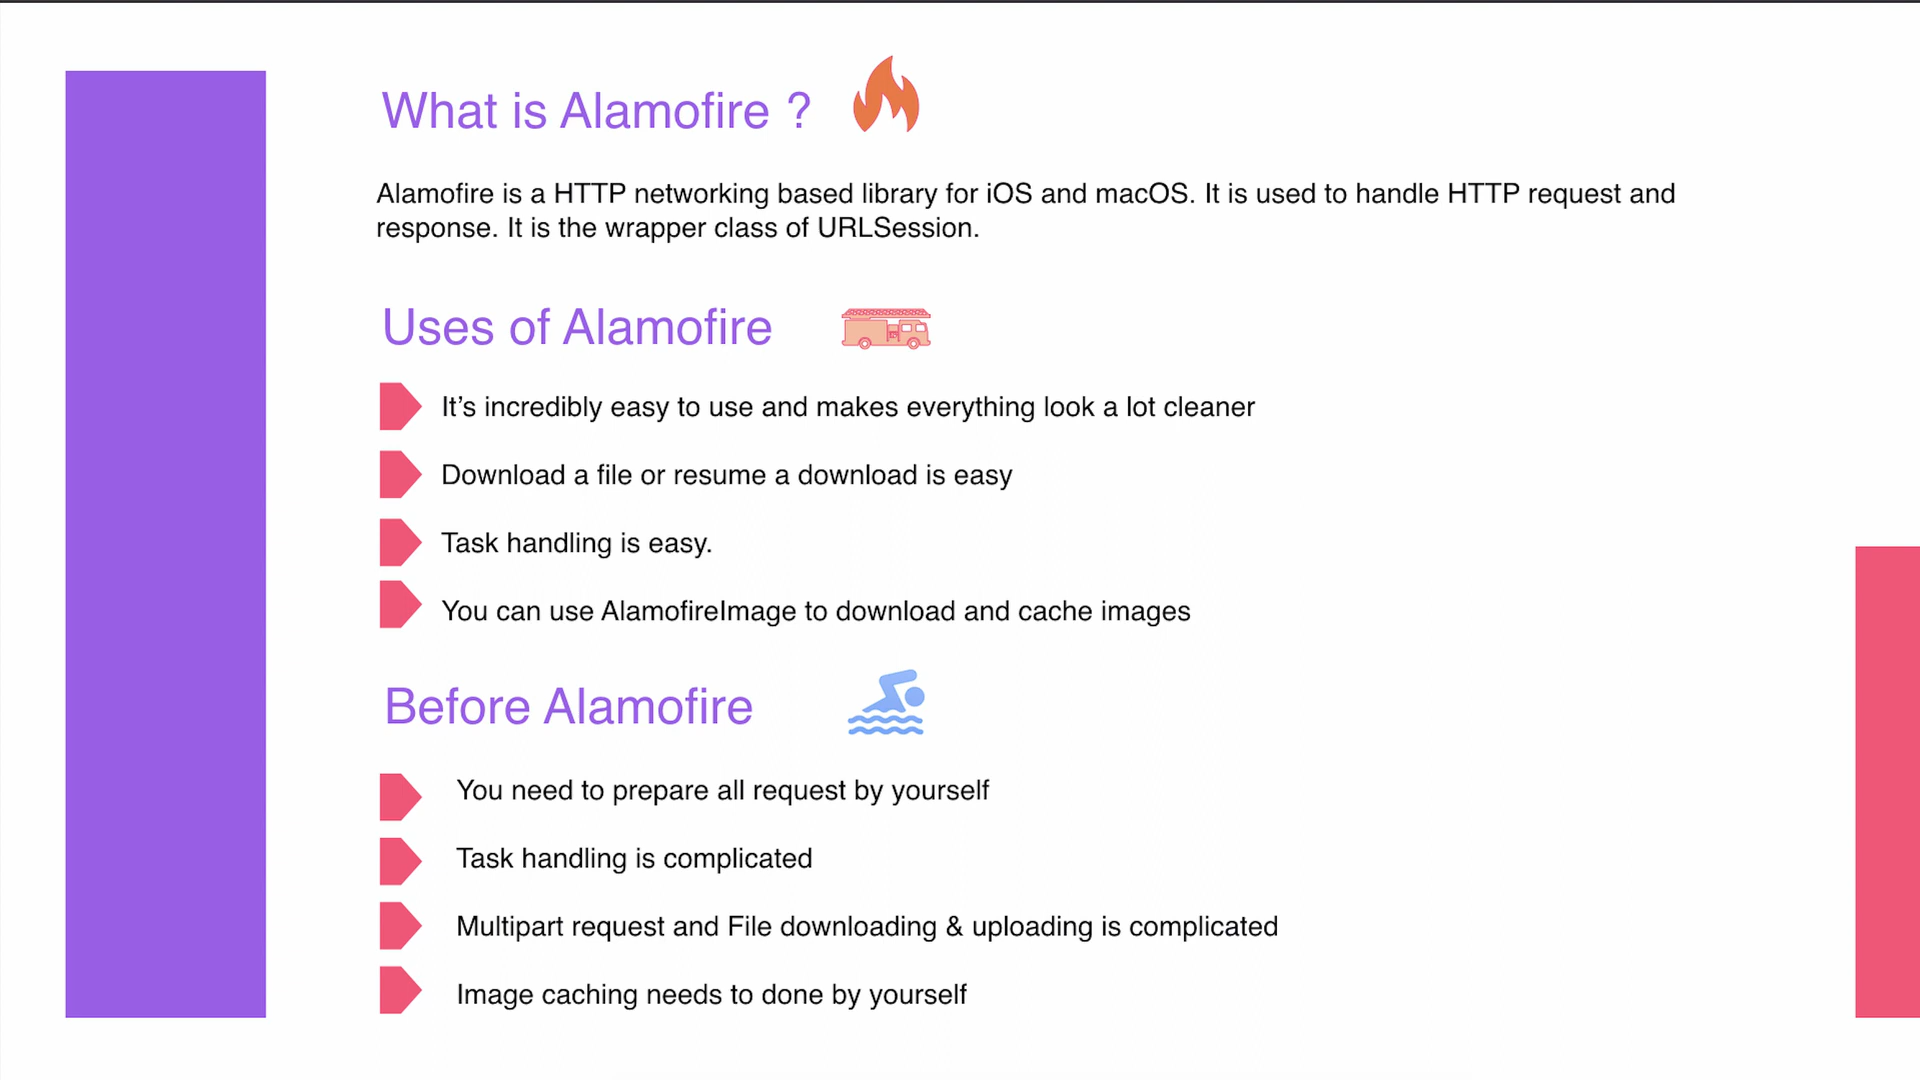 What is Alamofire ?
Alamofire is a HTTP networking based library for iOS and macOS. It is used to handle HTTP request and
response. It is the wrapper class of URLSession.
Uses of Alamofire
It’s incredibly easy to use and makes everything look a lot cleaner
Download a file or resume a download is easy
Task handling is easy.
You can use AlamofireImage to download and cache images
Before Alamofire
You need to prepare all request by yourself
Task handling is complicated
Multipart request and File downloading & uploading is complicated
Image caching needs to done by yourself